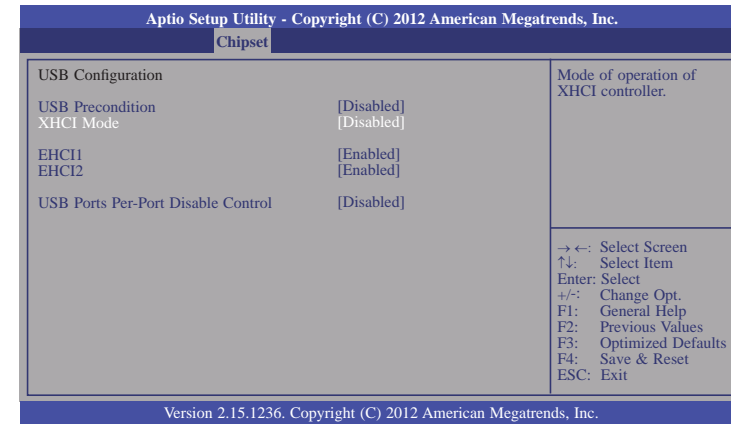 Aptio Setup Utility - Copyright (C) 2012 American Megatrends, Inc.
Chipset
USB Configuration
USB Precondition [Disabled]
XHCI Mode [Disabled]
EHCI1 [Enabled]
EHCI2 [Enabled]
USB Ports Per-Port Disable Control [Disabled]
Mode of operation of
XHCI controller.
→ ←: Select Screen
↑↓: Select Item
Enter: Select
+/-: Change Opt.
F1: General Help
F2: Previous Values
F3: Optimized Defaults
F4: Save & Reset
ESC: Exit
Version 2.15.1236. Copyright (C) 2012 American Megatrends, Inc.